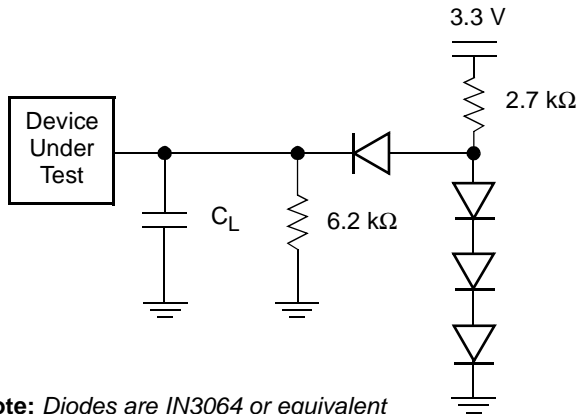 3.3 V
2.7 kΩ
Device
Under
Test
C_L
6.2 kΩ
ote: Diodes are IN3064 or equivalent